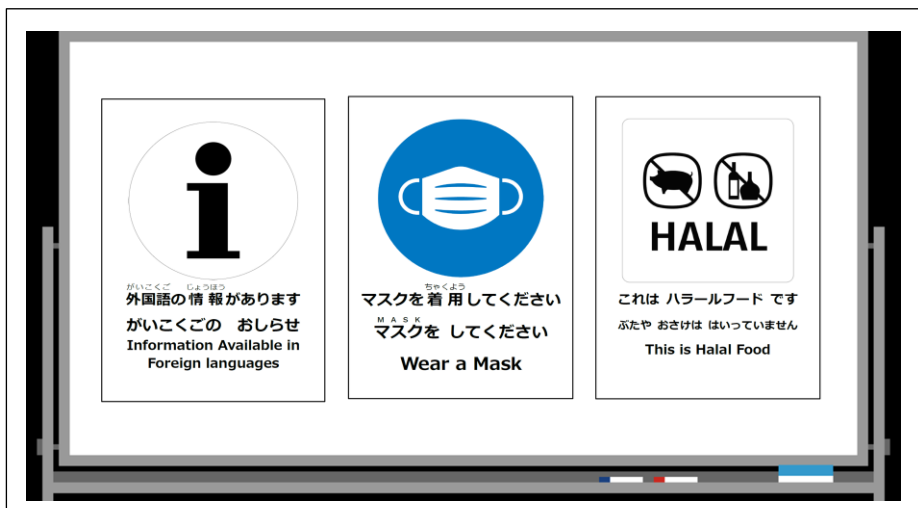 がいこくご じょうほう
外国語の情報があります
がいこくごの おしらせ
Information Available in
Foreign languages
ちゃくよう
マスクを着用してください
MASK
マスクを してください
Wear a Mask
HALAL
これは ハラールフード です
ぶたや おさけは はいっていません
This is Halal Food